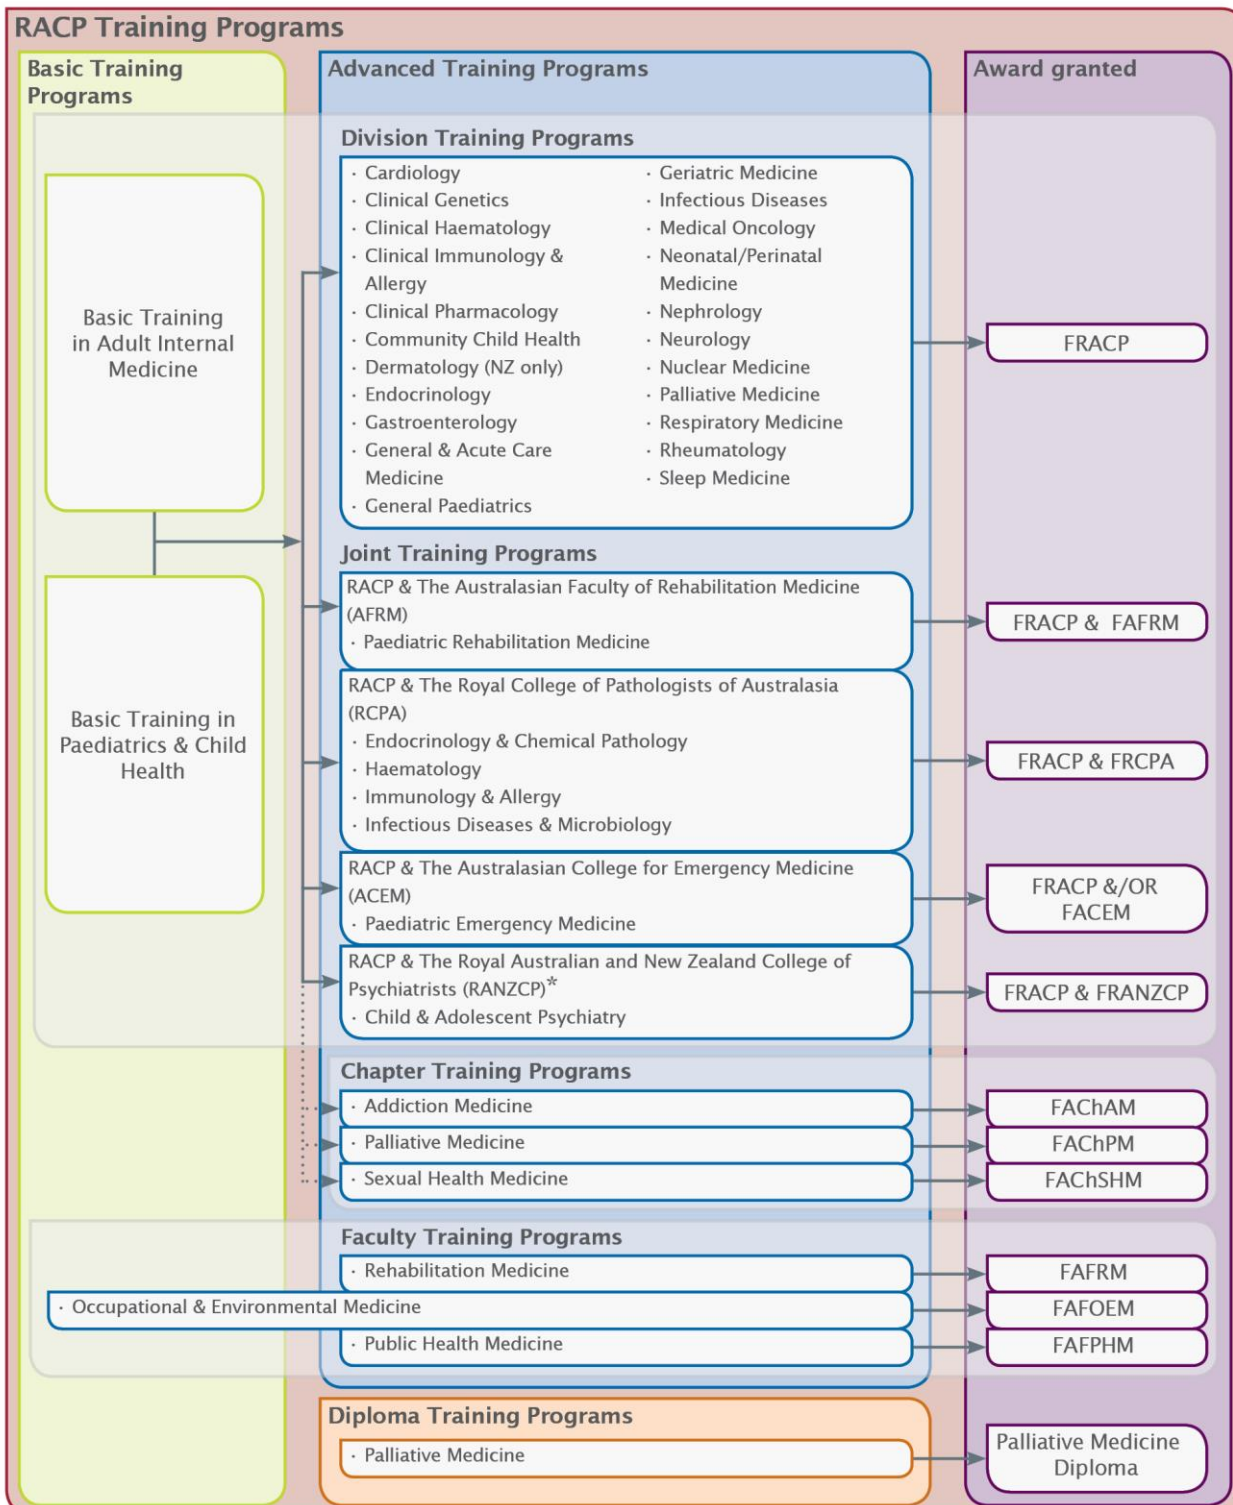 RACP Training Programs
Basic Training
Programs
Advanced Training Programs
Award granted
Basic Training
in Adult Internal
Medicine
Basic Training in
Paediatrics & Child
Health
Division Training Programs
· Cardiology
· Clinical Genetics
· Clinical Haematology
· Clinical Immunology &
Allergy
· Clinical Pharmacology
· Community Child Health
· Dermatology (NZ only)
· Endocrinology
· Gastroenterology
· General & Acute Care
Medicine
· General Paediatrics
· Geriatric Medicine
· Infectious Diseases
· Medical Oncology
· Neonatal/Perinatal
Medicine
· Nephrology
· Neurology
· Nuclear Medicine
· Palliative Medicine
· Respiratory Medicine
· Rheumatology
· Sleep Medicine
FRACP
Joint Training Programs
RACP & The Australasian Faculty of Rehabilitation Medicine
(AFRM)
· Paediatric Rehabilitation Medicine
FRACP & FAFRM
RACP & The Royal College of Pathologists of Australasia
(RCPA)
· Endocrinology & Chemical Pathology
· Haematology
· Immunology & Allergy
· Infectious Diseases & Microbiology
FRACP & FRCPA
RACP & The Australasian College for Emergency Medicine
(ACEM)
· Paediatric Emergency Medicine
FRACP &/OR
FACEM
RACP & The Royal Australian and New Zealand College of
Psychiatrists (RANZCP)*
· Child & Adolescent Psychiatry
FRACP & FRANZCP
Chapter Training Programs
· Addiction Medicine
FAChAM
· Palliative Medicine
FAChPM
· Sexual Health Medicine
FAChSHM
Faculty Training Programs
· Rehabilitation Medicine
FAFRM
· Occupational & Environmental Medicine
FAFOEM
· Public Health Medicine
FAFPHM
Diploma Training Programs
· Palliative Medicine
Palliative Medicine
Diploma